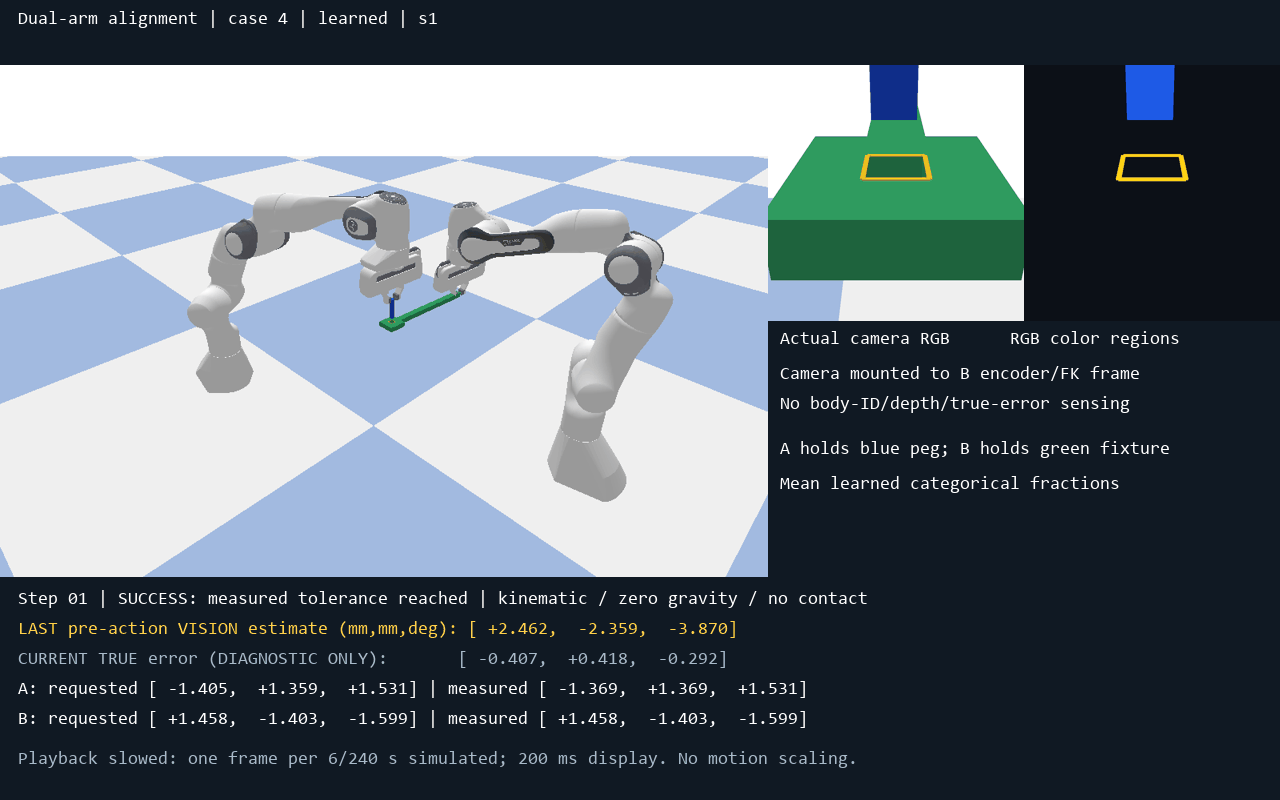 Dual-arm alignment | case 4 | learned | s1
Actual camera RGB      RGB color regions
Camera mounted to B encoder/FK frame
No body-ID/depth/true-error sensing
A holds blue peg; B holds green fixture
Mean learned categorical fractions
Step 01 | SUCCESS: measured tolerance reached | kinematic / zero gravity / no contact
LAST pre-action VISION estimate (mm,mm,deg): [ +2.462,  -2.359,  -3.870]
CURRENT TRUE error (DIAGNOSTIC ONLY):       [ -0.407,  +0.418,  -0.292]
A: requested [ -1.405,  +1.359,  +1.531] | measured [ -1.369,  +1.369,  +1.531]
B: requested [ +1.458,  -1.403,  -1.599] | measured [ +1.458,  -1.403,  -1.599]
Playback slowed: one frame per 6/240 s simulated; 200 ms display. No motion scaling.